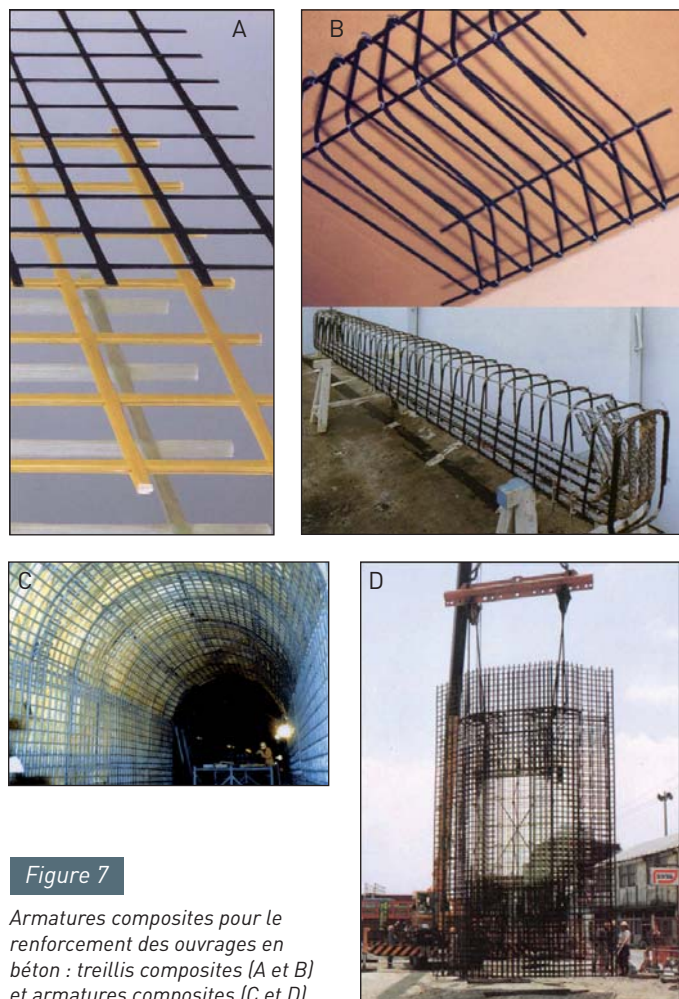 A
B
C
D
Figure 7
Armatures composites pour le
renforcement des ouvrages en
béton : treillis composites (A et B)
et armatures composites (C et D).